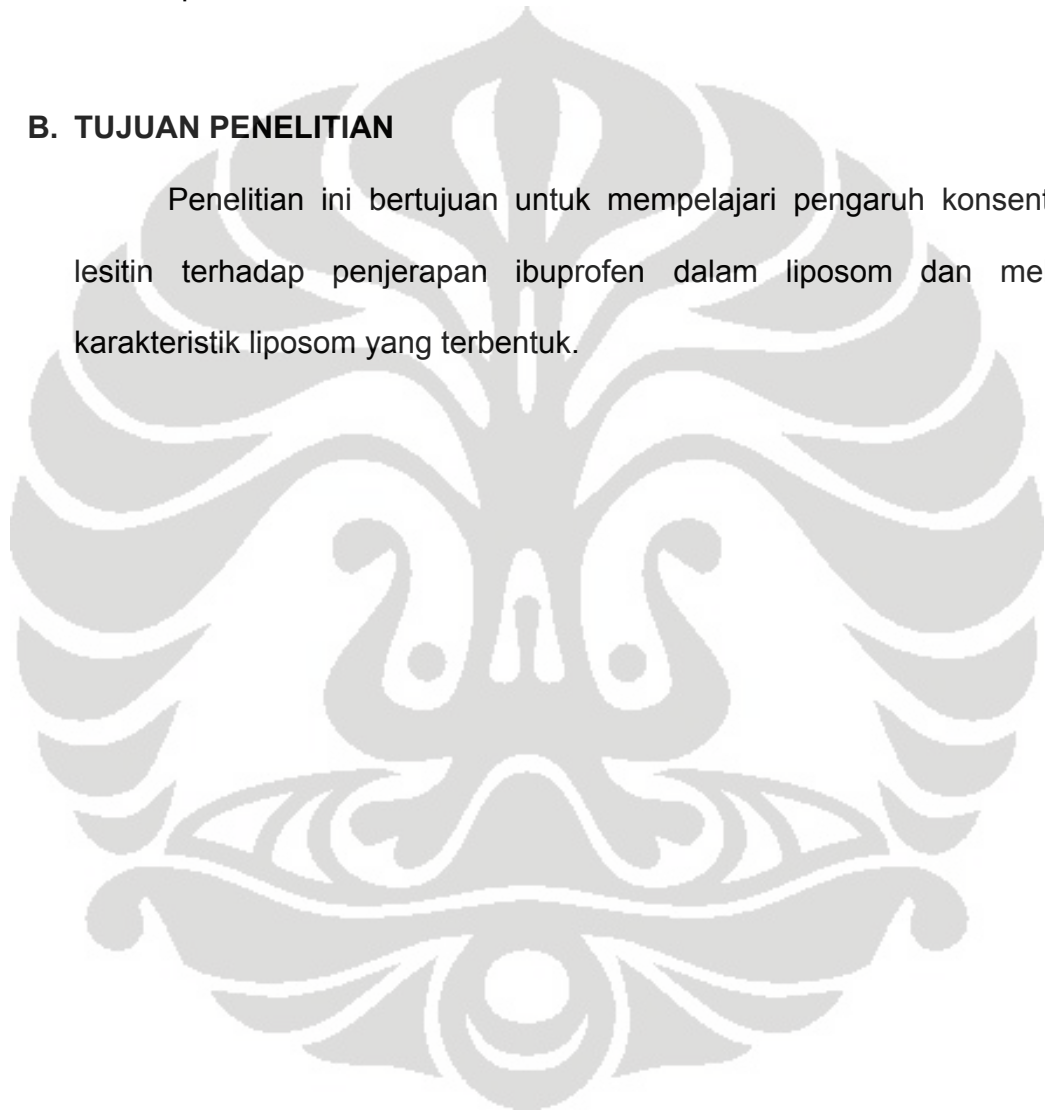 B. TUJUAN PENELITIAN
Penelitian ini bertujuan untuk mempelajari pengaruh
lesitin terhadap penjerapan ibuprofen dalam liposom dan
karakteristik liposom yang terbentuk.